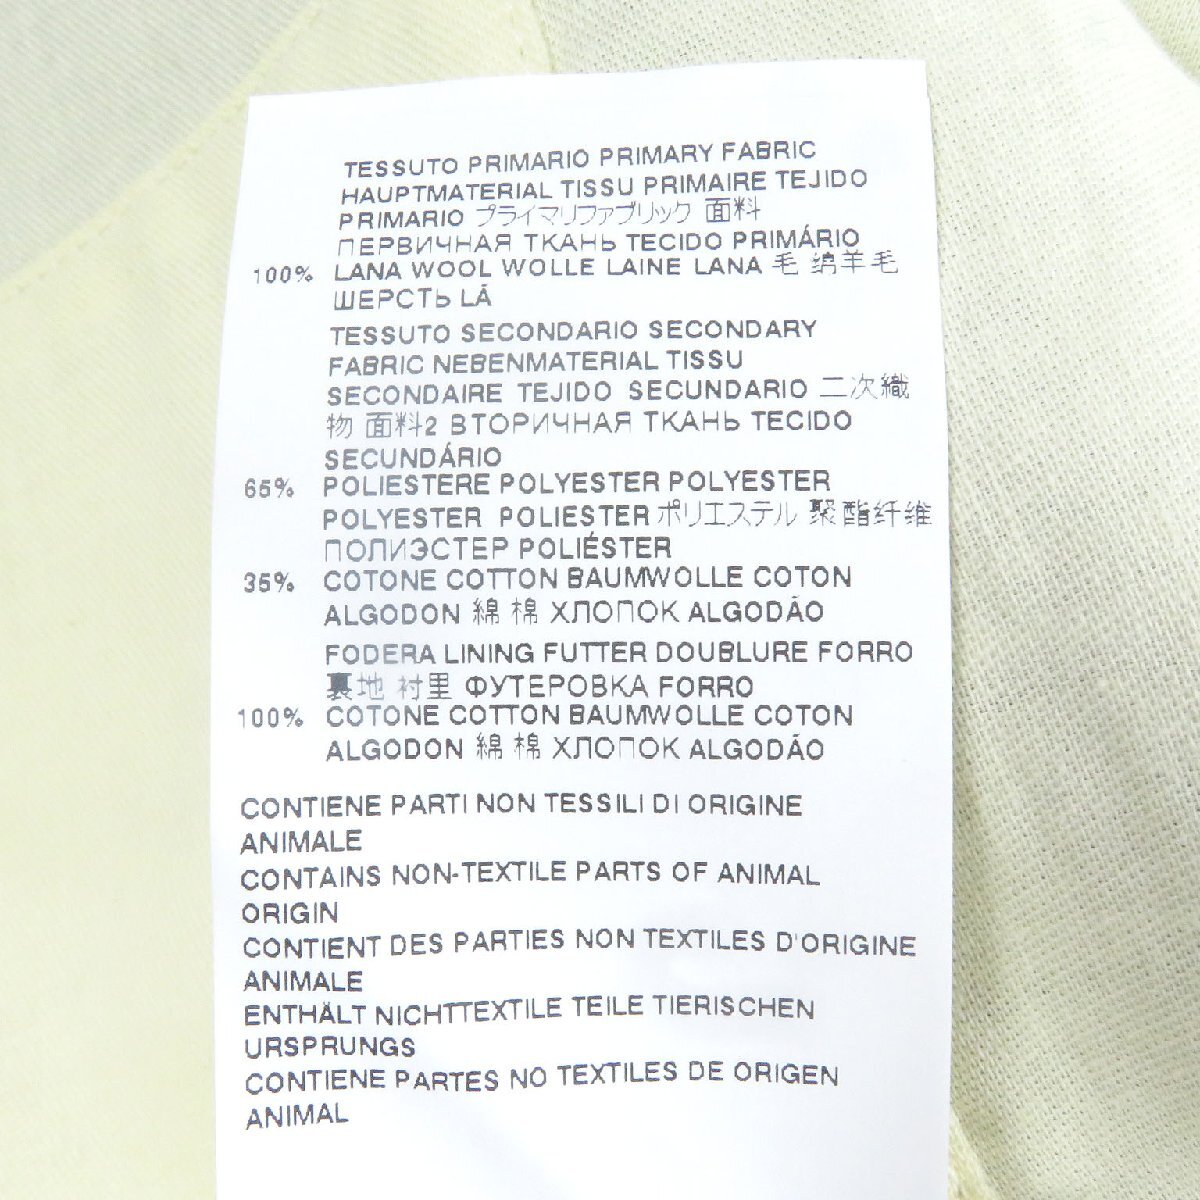 TESSUTO PRIMARIO PRIMARY FABRIC
HAUPTMATERIAL TISSU PRIMAIRE TEJIDO
PRIMARIO プライマリファブリック 面料
ПЕРВИЧНАЯ ТКАНЬ TECIDO PRIMÁRIO
100% LANA WOOL WOLLE LAINE LANA 毛 绵羊毛
ШЕРСТЬ LÃ
TESSUTO SECONDARIO SECONDARY
FABRIC NEBENMATERIAL TISSU
SECONDAIRE TEJIDO SECUNDARIO 二次織
物 面料2 ВТОРИЧНАЯ ТКАНЬ TECIDO
SECUNDÁRIO
65% POLIESTERE POLYESTER POLYESTER
POLYESTER POLIESTER ポリエステル 聚酯纤维
ПОЛИЭСТЕР POLIÉSTER
35% COTONE COTTON BAUMWOLLE COTON
ALGODON 綿 棉 ХЛОПОК ALGODÃO
FODERA LINING FUTTER DOUBLURE FORRO
裏地 衬里 ФУТЕРОВКА FORRO
100% COTONE COTTON BAUMWOLLE COTON
ALGODON 綿 棉 ХЛОПОК ALGODÃO
CONTIENE PARTI NON TESSILI DI ORIGINE
ANIMALE
CONTAINS NON-TEXTILE PARTS OF ANIMAL
ORIGIN
CONTIENT DES PARTIES NON TEXTILES D'ORIGINE
ANIMALE
ENTHÄLT NICHTTEXTILE TEILE TIERISCHEN
URSPRUNGS
CONTIENE PARTES NO TEXTILES DE ORIGEN
ANIMAL